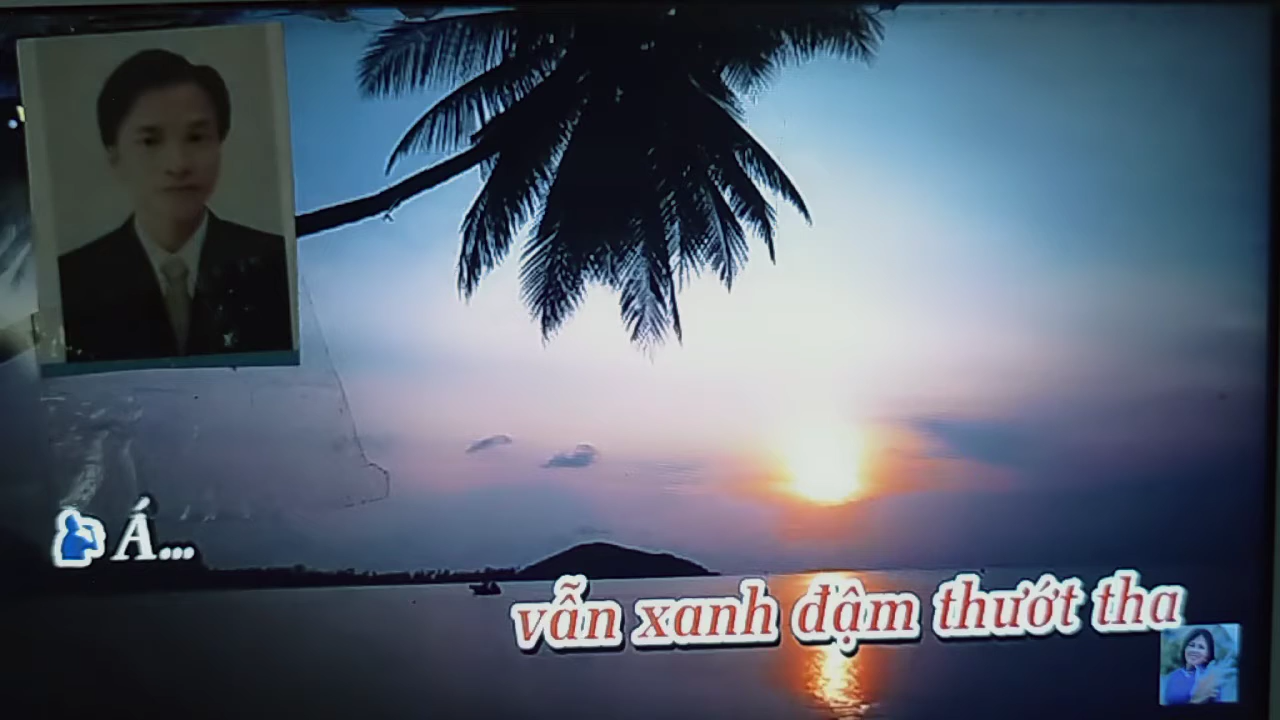 Á...
vẫn xanh đậm thướt tha